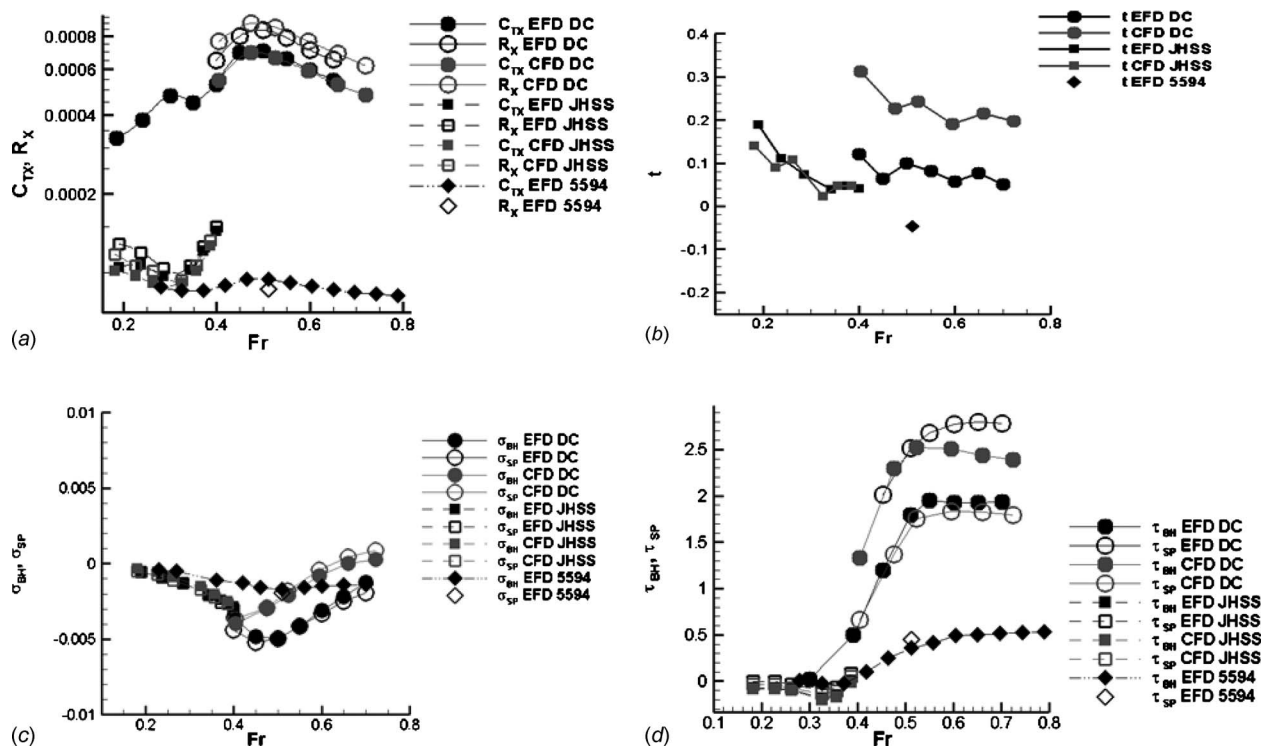 0.0008
0.0006
0.0004
0.0002
C_TX, R_X
0.2 0.3 0.4 0.5 0.6 0.7 0.8
Fr
(a)
C_TX EFD DC
R_X EFD DC
C_TX CFD DC
R_X CFD DC
C_TX EFD JHSS
R_X EFD JHSS
C_TX CFD JHSS
R_X CFD JHSS
C_TX EFD 5594
R_X EFD 5594
0.4
0.3
0.2
0.1
0
-0.1
-0.2
t
0.2 0.4 0.6 0.8
Fr
(b)
t EFD DC
t CFD DC
t EFD JHSS
t CFD JHSS
t EFD 5594
0.01
0.005
0
-0.005
-0.01
σ_BH, σ_SP
0.2 0.4 0.6 0.8
Fr
(c)
σ_BH EFD DC
σ_SP EFD DC
σ_BH CFD DC
σ_SP CFD DC
σ_BH EFD JHSS
σ_SP EFD JHSS
σ_BH CFD JHSS
σ_SP CFD JHSS
σ_BH EFD 5594
σ_SP EFD 5594
2.5
2
1.5
1
0.5
0
τ_BH, τ_SP
0.1 0.2 0.3 0.4 0.5 0.6 0.7 0.8
Fr
(d)
τ_BH EFD DC
τ_SP EFD DC
τ_BH CFD DC
τ_SP CFD DC
τ_BH EFD JHSS
τ_SP EFD JHSS
τ_BH CFD JHSS
τ_SP CFD JHSS
τ_BH EFD 5594
τ_SP EFD 5594